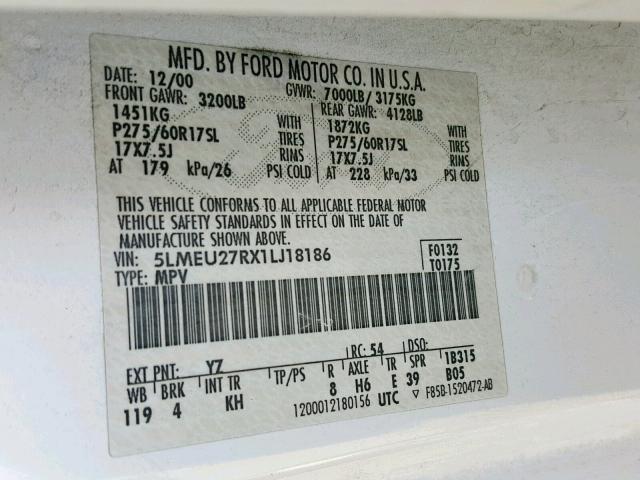 MFD. BY FORD MOTOR CO. IN U.S.A.
DATE: 12/00 GVWR: 7000LB/ 3175KG
FRONT GAWR: 3200LB REAR GAWR: 4128LB
1451KG WITH 1872KG WITH
P275/60R17SL TIRES P275/60R17SL TIRES
17X7.5J RIMS 17X7.5J RIMS
AT 179 kPa/26 PSI COLD AT 228 kPa/33 PSI COLD
THIS VEHICLE CONFORMS TO ALL APPLICABLE FEDERAL MOTOR
VEHICLE SAFETY STANDARDS IN EFFECT ON THE DATE OF
MANUFACTURE SHOWN ABOVE.
VIN: 5LMEU27RX1LJ18186 F0132
TYPE: MPV T0175
EXT PNT: YZ RC: 54 DSO:
WB BRK INT TR TP/PS R AXLE TR SPR 1B315
119 4 KH 8 H6 E 39 B05
1200012180156 UTC ▽ F85B-1520472-AB